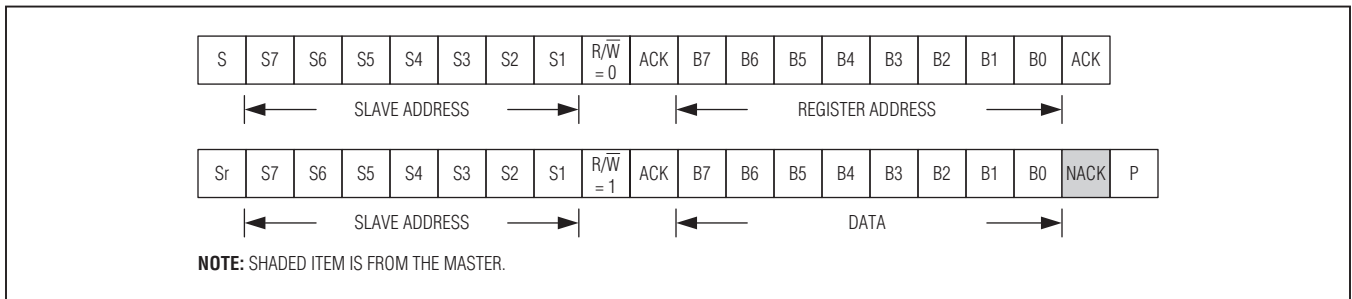 S S7 S6 S5 S4 S3 S2 S1 R/W̅ = 0 ACK B7 B6 B5 B4 B3 B2 B1 B0 ACK
SLAVE ADDRESS REGISTER ADDRESS
Sr S7 S6 S5 S4 S3 S2 S1 R/W̅ = 1 ACK B7 B6 B5 B4 B3 B2 B1 B0 NACK P
SLAVE ADDRESS DATA
NOTE: SHADED ITEM IS FROM THE MASTER.